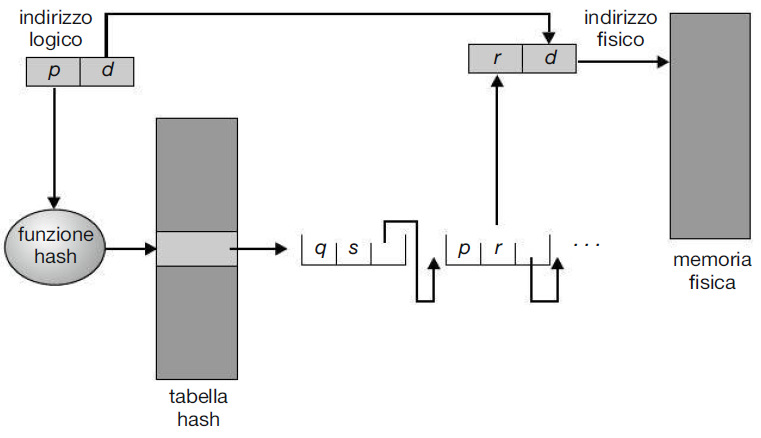 indirizzo
logico
p d
indirizzo
fisico
r d
funzione
hash
q s
p r
...
tabella
hash
memoria
fisica